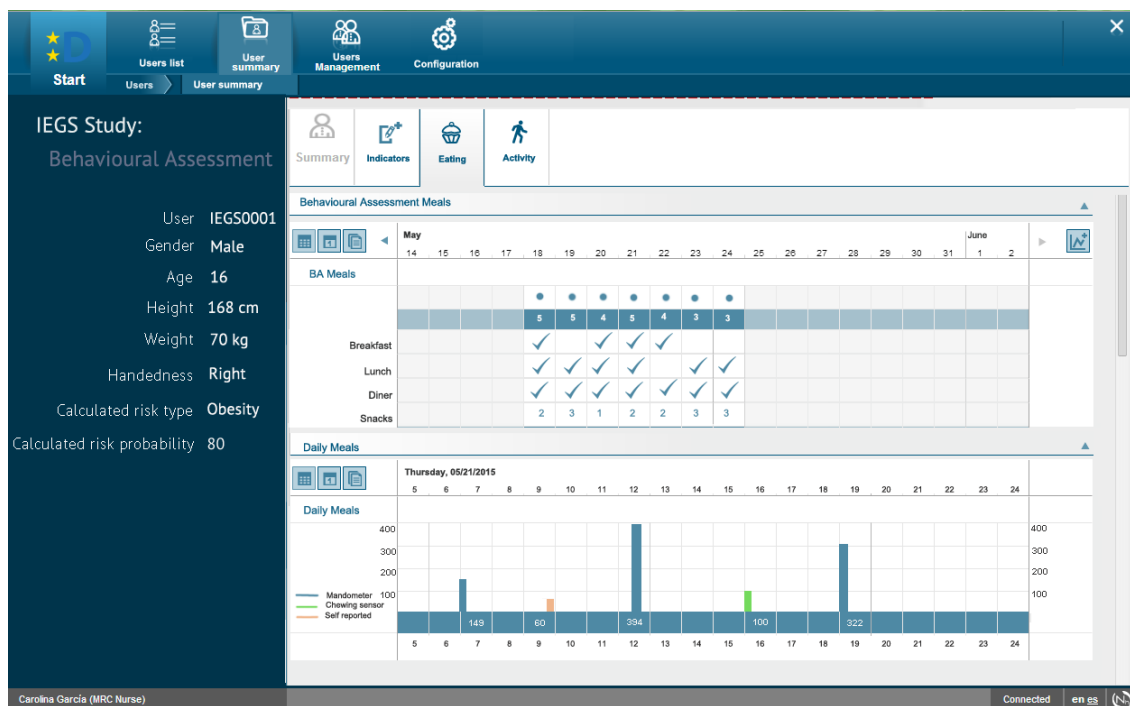 Start
Users list
User summary
Users Management
Configuration
Users
User summary
IEGS Study:
Behavioural Assessment
User IEGS0001
Gender Male
Age 16
Height 168 cm
Weight 70 kg
Handedness Right
Calculated risk type Obesity
Calculated risk probability 80
Summary
Indicators
Eating
Activity
Behavioural Assessment Meals
May June
14 15 16 17 18 19 20 21 22 23 24 25 26 27 28 29 30 31 1 2
BA Meals
5 5 4 5 4 3 3
Breakfast
Lunch
Diner
Snacks 2 3 1 2 2 3 3
Daily Meals
Thursday, 05/21/2015
5 6 7 8 9 10 11 12 13 14 15 16 17 18 19 20 21 22 23 24
Daily Meals
400 400
300 300
200 200
100 100
Mandometer
Chewing sensor
Self reported
149 60 394 100 322
5 6 7 8 9 10 11 12 13 14 15 16 17 18 19 20 21 22 23 24
Carolina García (MRC Nurse) Connected en es